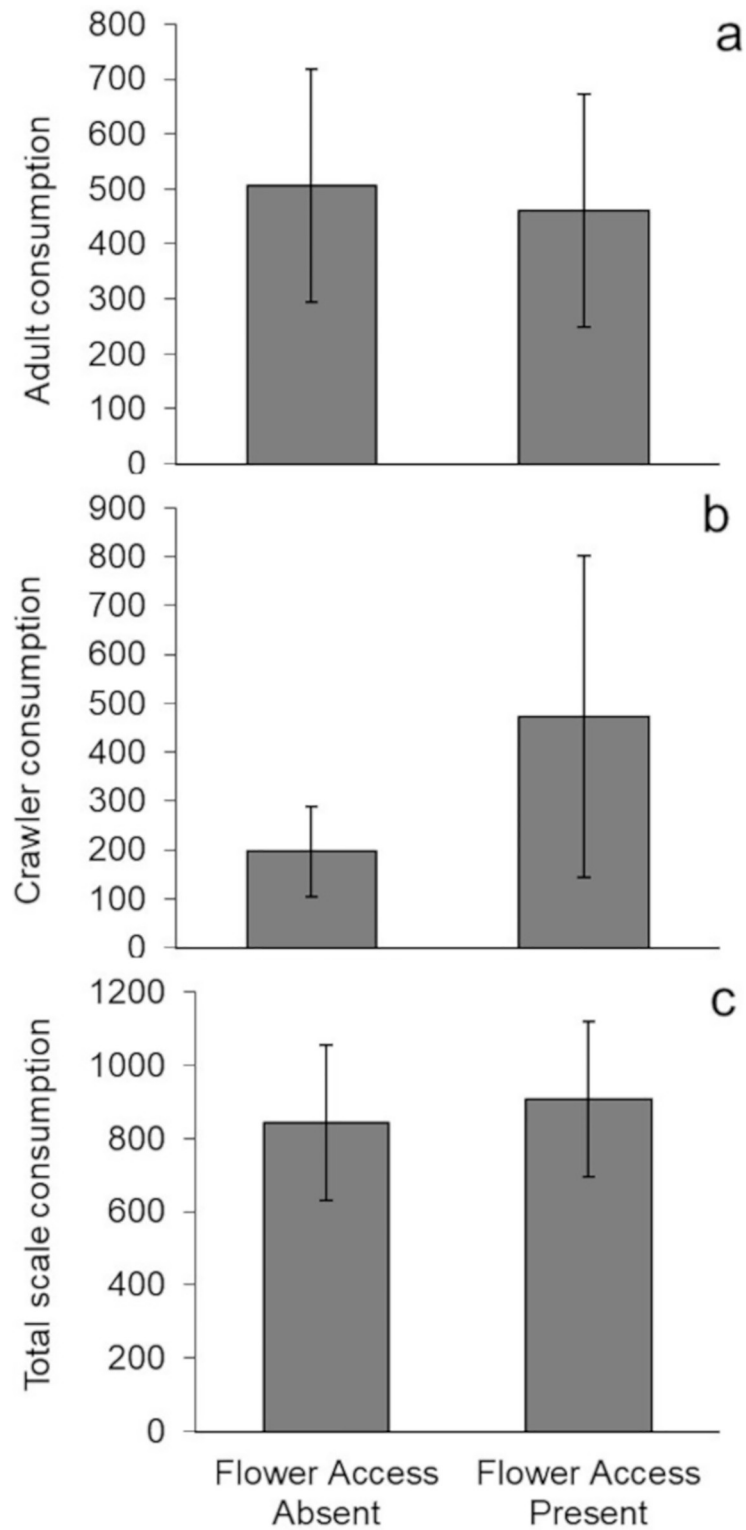 a
Adult consumption
800
700
600
500
400
300
200
100
0
b
Crawler consumption
900
800
700
600
500
400
300
200
100
0
c
Total scale consumption
1200
1000
800
600
400
200
0
Flower Access
Absent
Flower Access
Present